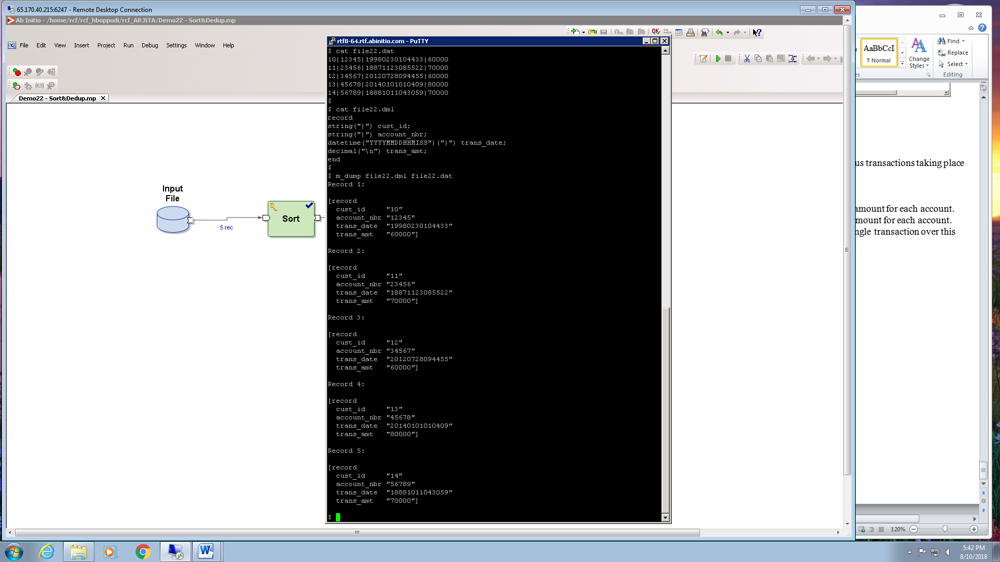 65.170.40.215:6247 - Remote Desktop Connection
Ab Initio - /home/rcf/rcf_hboppudi/rcf_ARJITA/Demo22 - Sort&Dedup.mp
File Edit View Insert Project Run Debug Settings Window Help
OK
Demo22 - Sort&Dedup.mp
Input
File
5 rec
Sort
rtf8-64.rtf.abinitio.com - PuTTY
$ cat file22.dat
10|12345|19980230104433|60000
11|23456|18871123085522|70000
12|34567|20120728094455|60000
13|45678|20140101010409|80000
14|56789|18881011043059|70000
$
$ cat file22.dml
record
string("|") cust_id;
string("|") account_nbr;
datetime("YYYYMMDDHHMISS")("|") trans_date;
decimal("\n") trans_amt;
end
$
$ m_dump file22.dml file22.dat
Record 1:
[record
cust_id "10"
account_nbr "12345"
trans_date "19980230104433"
trans_amt "60000"]
Record 2:
[record
cust_id "11"
account_nbr "23456"
trans_date "18871123085522"
trans_amt "70000"]
Record 3:
[record
cust_id "12"
account_nbr "34567"
trans_date "20120728094455"
trans_amt "60000"]
Record 4:
[record
cust_id "13"
account_nbr "45678"
trans_date "20140101010409"
trans_amt "80000"]
Record 5:
[record
cust_id "14"
account_nbr "56789"
trans_date "18881011043059"
trans_amt "70000"]
$
AaBbCcI
¶ Normal
Change
Styles
Find
Replace
Select
Editing
us transactions taking place
amount for each account.
mount for each account.
ngle transaction over this
120%
5:42 PM
8/10/2018